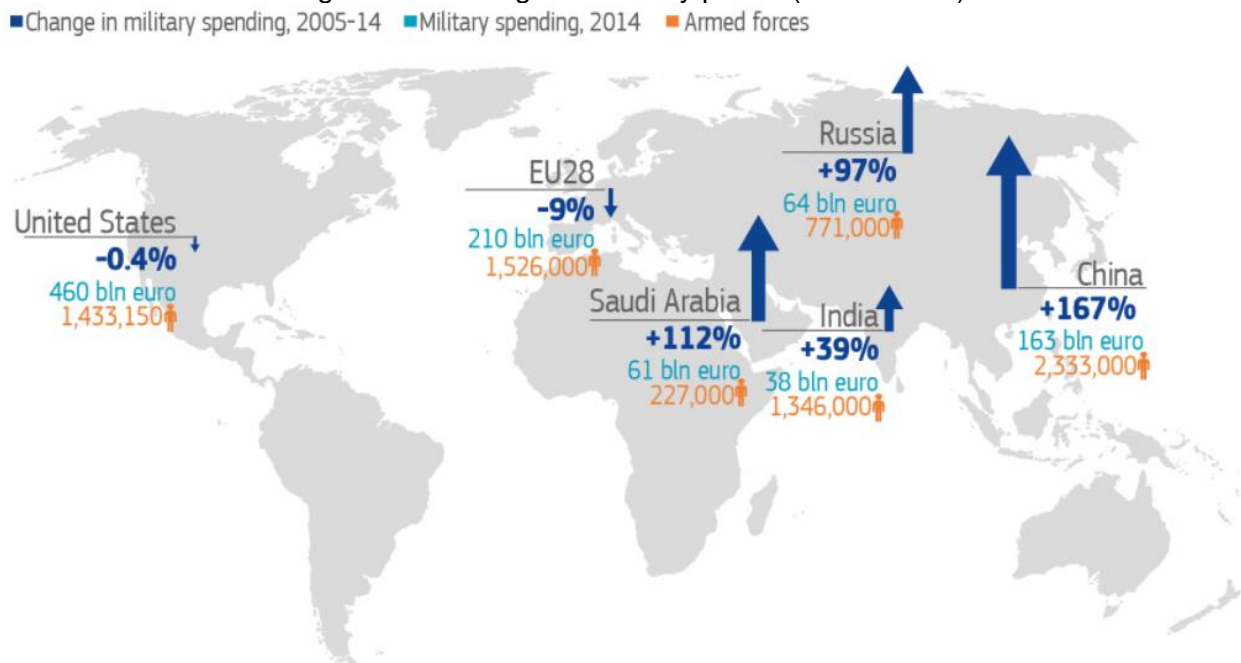 Change in military spending, 2005-14 Military spending, 2014 Armed forces
Russia
+97%
64 bln euro
771,000
EU28
-9%
210 bln euro
1,526,000
United States
-0.4%
460 bln euro
1,433,150
China
+167%
163 bln euro
2,333,000
Saudi Arabia
+112%
61 bln euro
227,000
India
+39%
38 bln euro
1,346,000